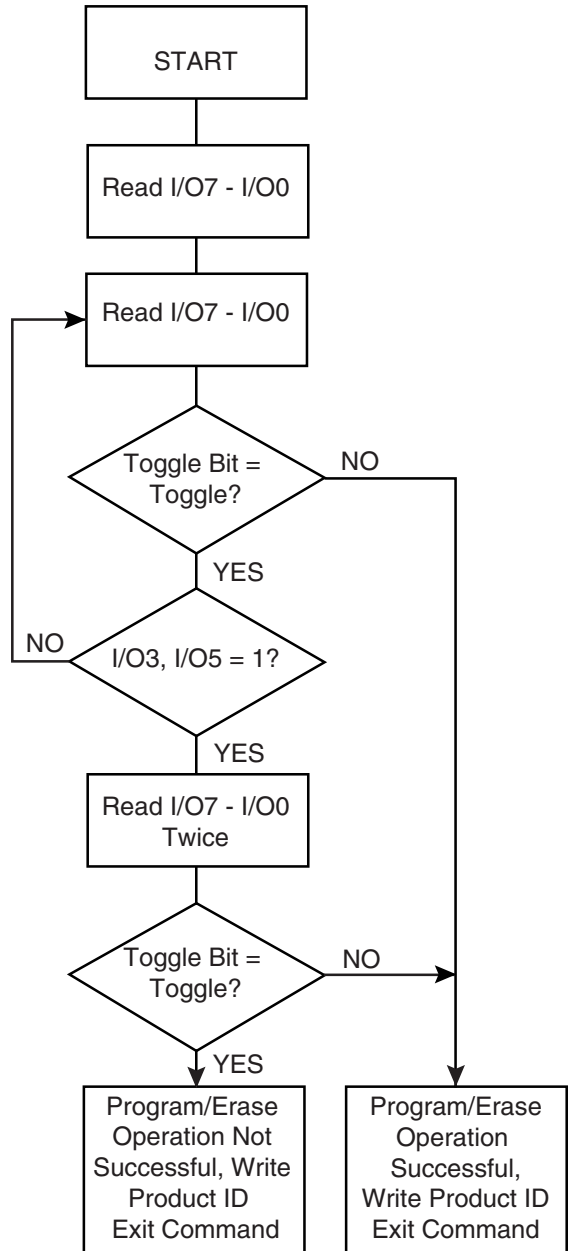 START
Read I/O7 - I/O0
Read I/O7 - I/O0
Toggle Bit =
Toggle?
NO
YES
I/O3, I/O5 = 1?
NO
YES
Read I/O7 - I/O0
Twice
Toggle Bit =
Toggle?
NO
YES
Program/Erase
Operation Not
Successful, Write
Product ID
Exit Command
Program/Erase
Operation
Successful,
Write Product ID
Exit Command